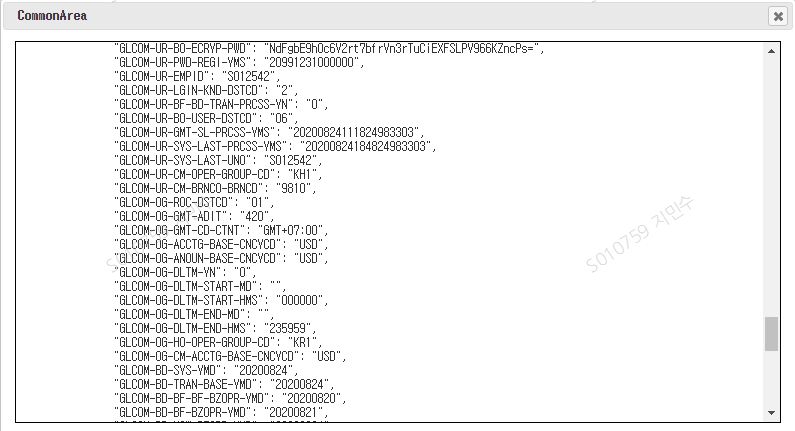 CommonArea
"GLCOM-UR-BO-ECRYP-PWD": "NdFgbE9hOc6V2rt7bfrVn3rTuCiEXFSLPV966KZncPs=",
"GLCOM-UR-PWD-REGI-YMS": "20991231000000",
"GLCOM-UR-EMPID": "S012542",
"GLCOM-UR-LGIN-KND-DSTCD": "2",
"GLCOM-UR-BF-BD-TRAN-PRCSS-YN": "0",
"GLCOM-UR-BO-USER-DSTCD": "06",
"GLCOM-UR-GMT-SL-PRCSS-YMS": "20200824111824983303",
"GLCOM-UR-SYS-LAST-PRCSS-YMS": "20200824184824983303",
"GLCOM-UR-SYS-LAST-UNO": "S012542",
"GLCOM-UR-CM-OPER-GROUP-CD": "KH1",
"GLCOM-UR-CM-BRNCO-BRNCD": "9810",
"GLCOM-OG-ROC-DSTCD": "01",
"GLCOM-OG-GMT-ADIT": "420",
"GLCOM-OG-GMT-CD-CTNT": "GMT+07:00",
"GLCOM-OG-ACCTG-BASE-CNCYCD": "USD",
"GLCOM-OG-ANOUN-BASE-CNCYCD": "USD",
"GLCOM-OG-DLTM-YN": "0",
"GLCOM-OG-DLTM-START-MD": "",
"GLCOM-OG-DLTM-START-HMS": "000000",
"GLCOM-OG-DLTM-END-MD": "",
"GLCOM-OG-DLTM-END-HMS": "235959",
"GLCOM-OG-HO-OPER-GROUP-CD": "KR1",
"GLCOM-OG-CM-ACCTG-BASE-CNCYCD": "USD",
"GLCOM-BD-SYS-YMD": "20200824",
"GLCOM-BD-TRAN-BASE-YMD": "20200824",
"GLCOM-BD-BF-BF-BZOPR-YMD": "20200820",
"GLCOM-BD-BF-BZOPR-YMD": "20200821",
S010759 지민수